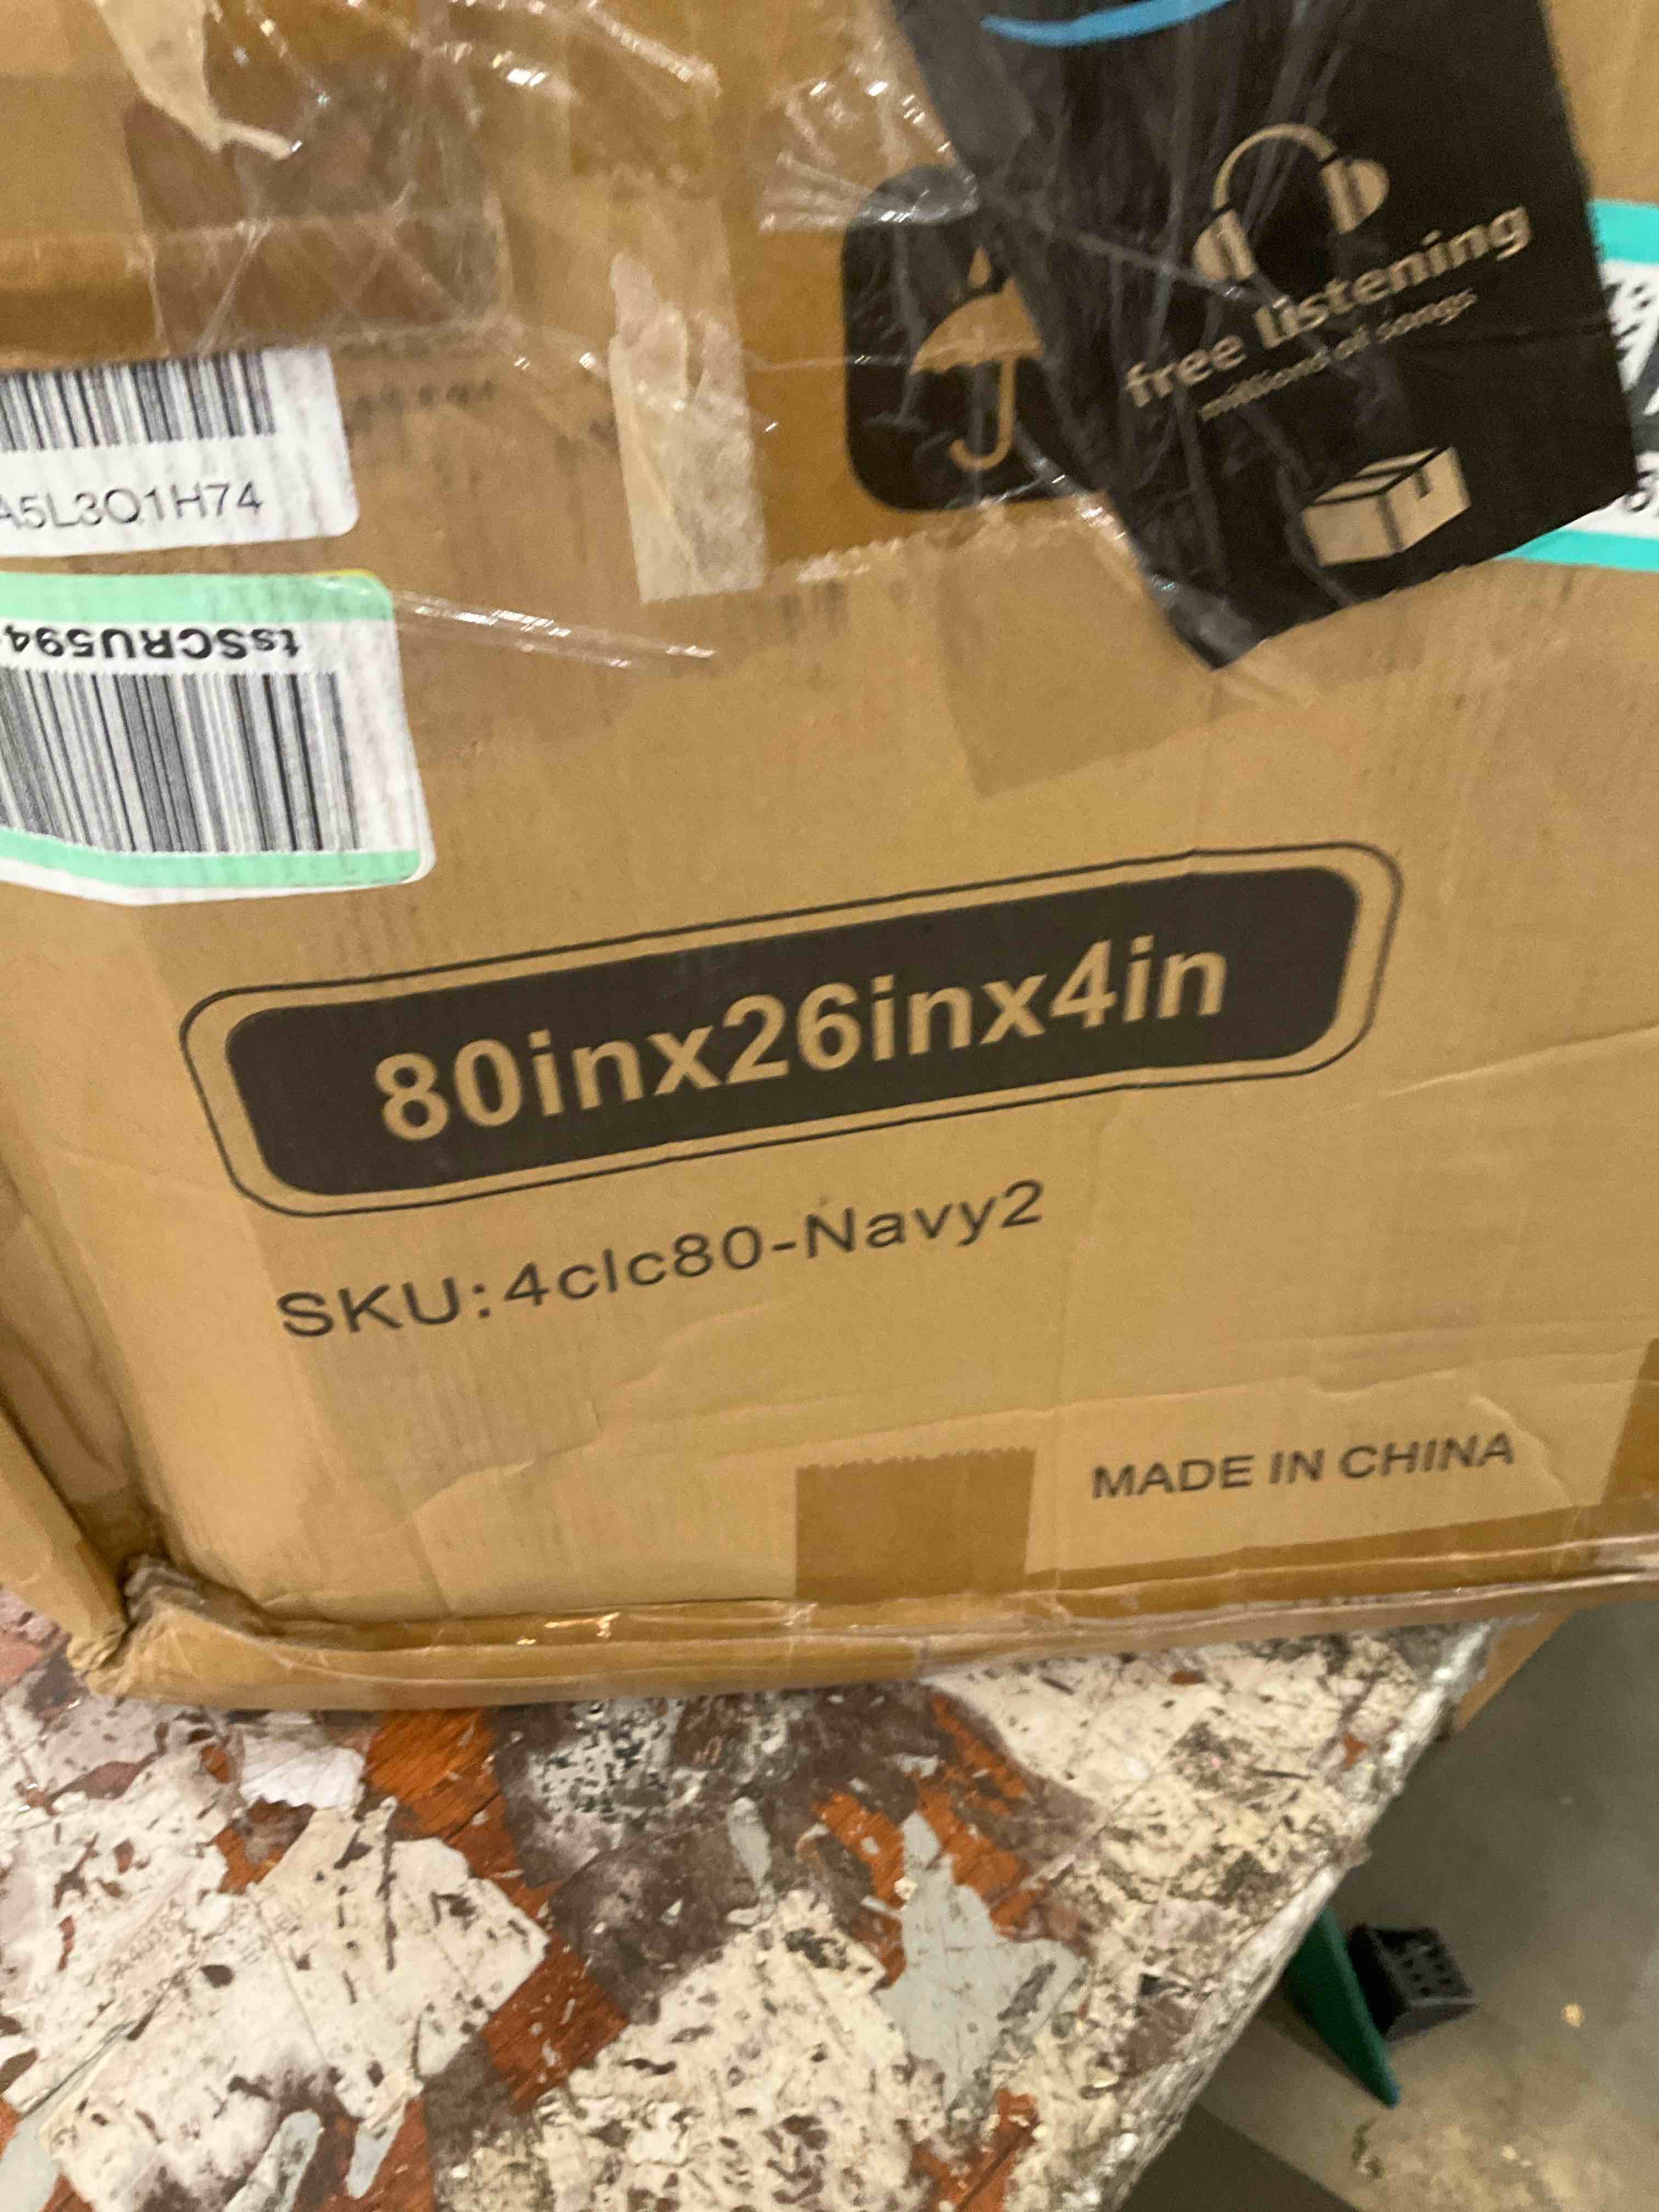 free listening
millions of songs
A5L3Q1H74
tsSCRU594
80inx26inx4in
SKU:4clc80-Navy2
MADE IN CHINA